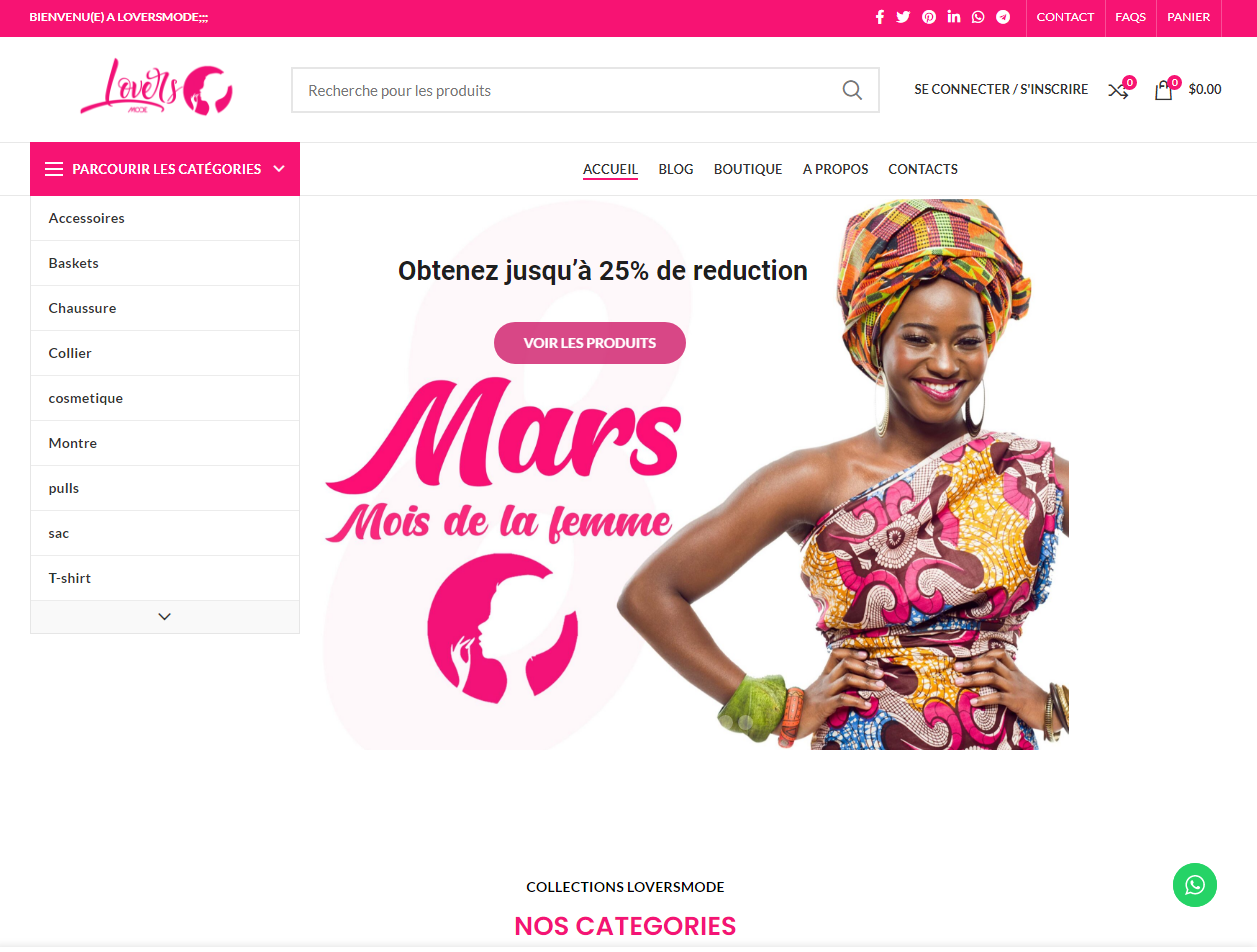 BIENVENU(E) A LOVERSMODE;;;
CONTACT
FAQS
PANIER
Lovers
MODE
Recherche pour les produits
SE CONNECTER / S'INSCRIRE
0
0
$0.00
PARCOURIR LES CATÉGORIES
ACCUEIL
BLOG
BOUTIQUE
A PROPOS
CONTACTS
Accessoires
Baskets
Chaussure
Collier
cosmetique
Montre
pulls
sac
T-shirt
Obtenez jusqu’à 25% de reduction
VOIR LES PRODUITS
Mars
Mois de la femme
COLLECTIONS LOVERSMODE
NOS CATEGORIES